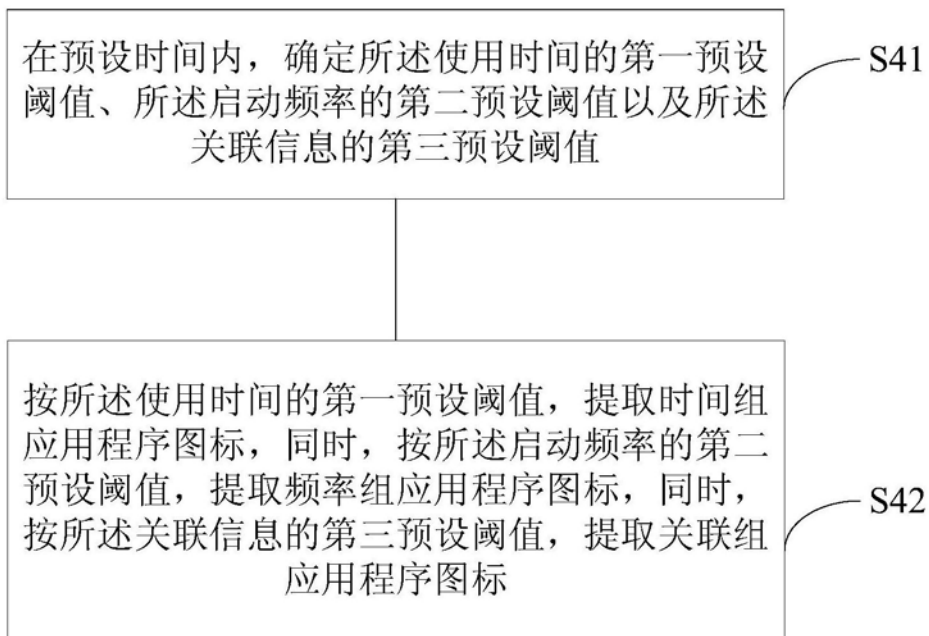 在预设时间内，确定所述使用时间的第一预设
阈值、所述启动频率的第二预设阈值以及所述
关联信息的第三预设阈值
S41
按所述使用时间的第一预设阈值，提取时间组
应用程序图标，同时，按所述启动频率的第二
预设阈值，提取频率组应用程序图标，同时，
按所述关联信息的第三预设阈值，提取关联组
应用程序图标
S42